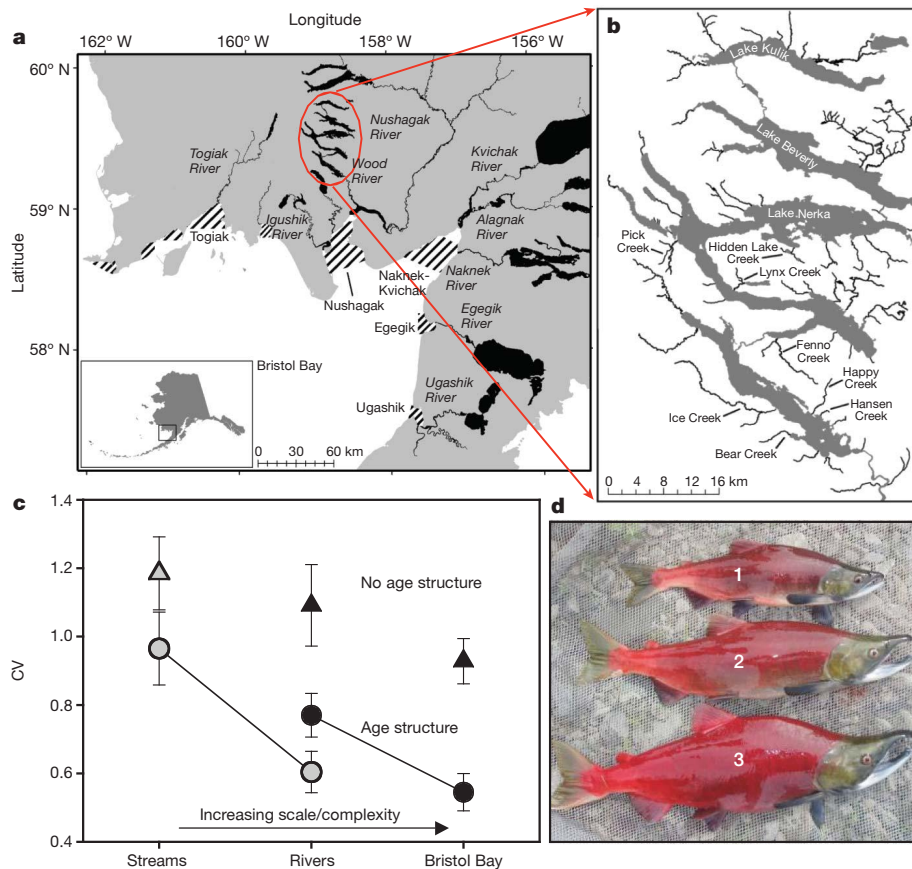 Longitude
a
162° W
160° W
158° W
156° W
60° N
59° N
58° N
Latitude
Nushagak
River
Togiak
River
Wood
River
Kvichak
River
Igushik
River
Alagnak
River
Togiak
Naknek-
Kvichak
Naknek
River
Nushagak
Egegik
River
Egegik
Ugashik
River
Ugashik
Bristol Bay
0 20 60 km
b
Lake Kulik
Lake Beverly
Lake Nerka
Pick
Creek
Hidden Lake
Creek
Lynx Creek
Fenno
Creek
Happy
Creek
Hansen
Creek
Ice Creek
Bear Creek
0 4 8 16 km
c
1.4
1.2
1.0
0.8
0.6
0.4
CV
No age structure
Age structure
Increasing scale/complexity
Streams
Rivers
Bristol Bay
d
1
2
3